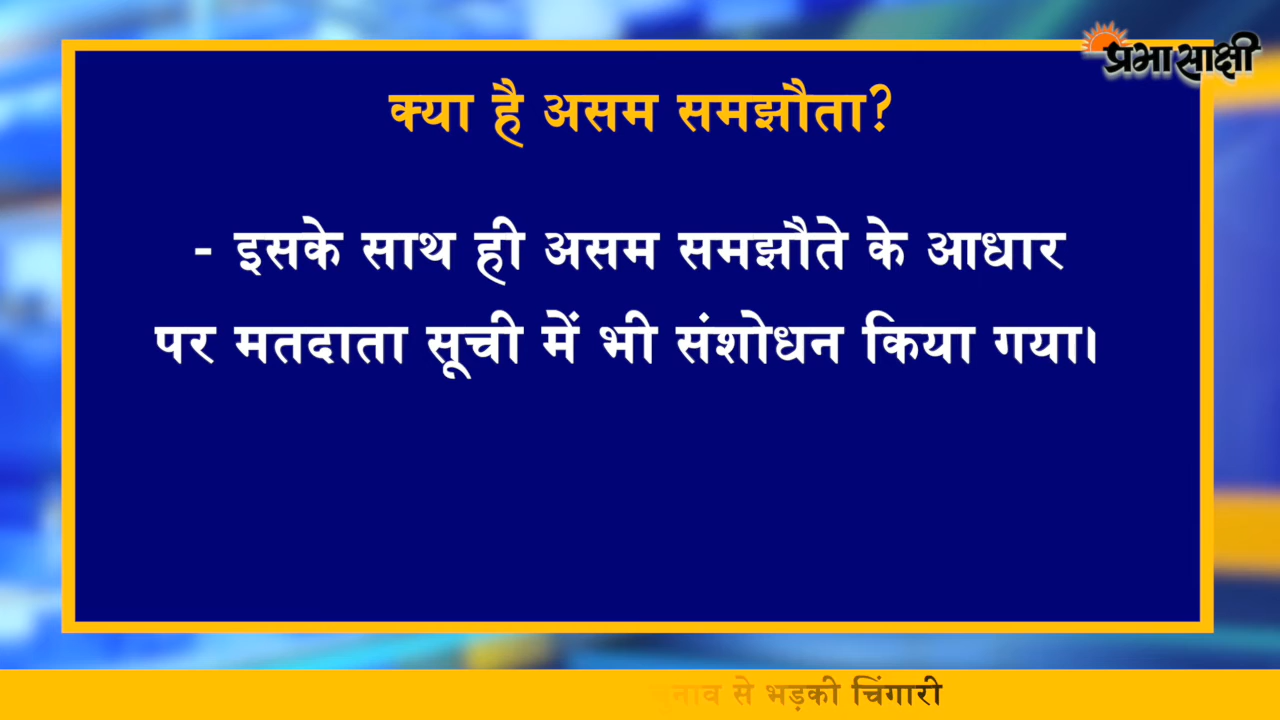 प्रभासाक्षी
क्या है असम समझौता?
- इसके साथ ही असम समझौते के आधार
पर मतदाता सूची में भी संशोधन किया गया।
से भड़की चिंगारी